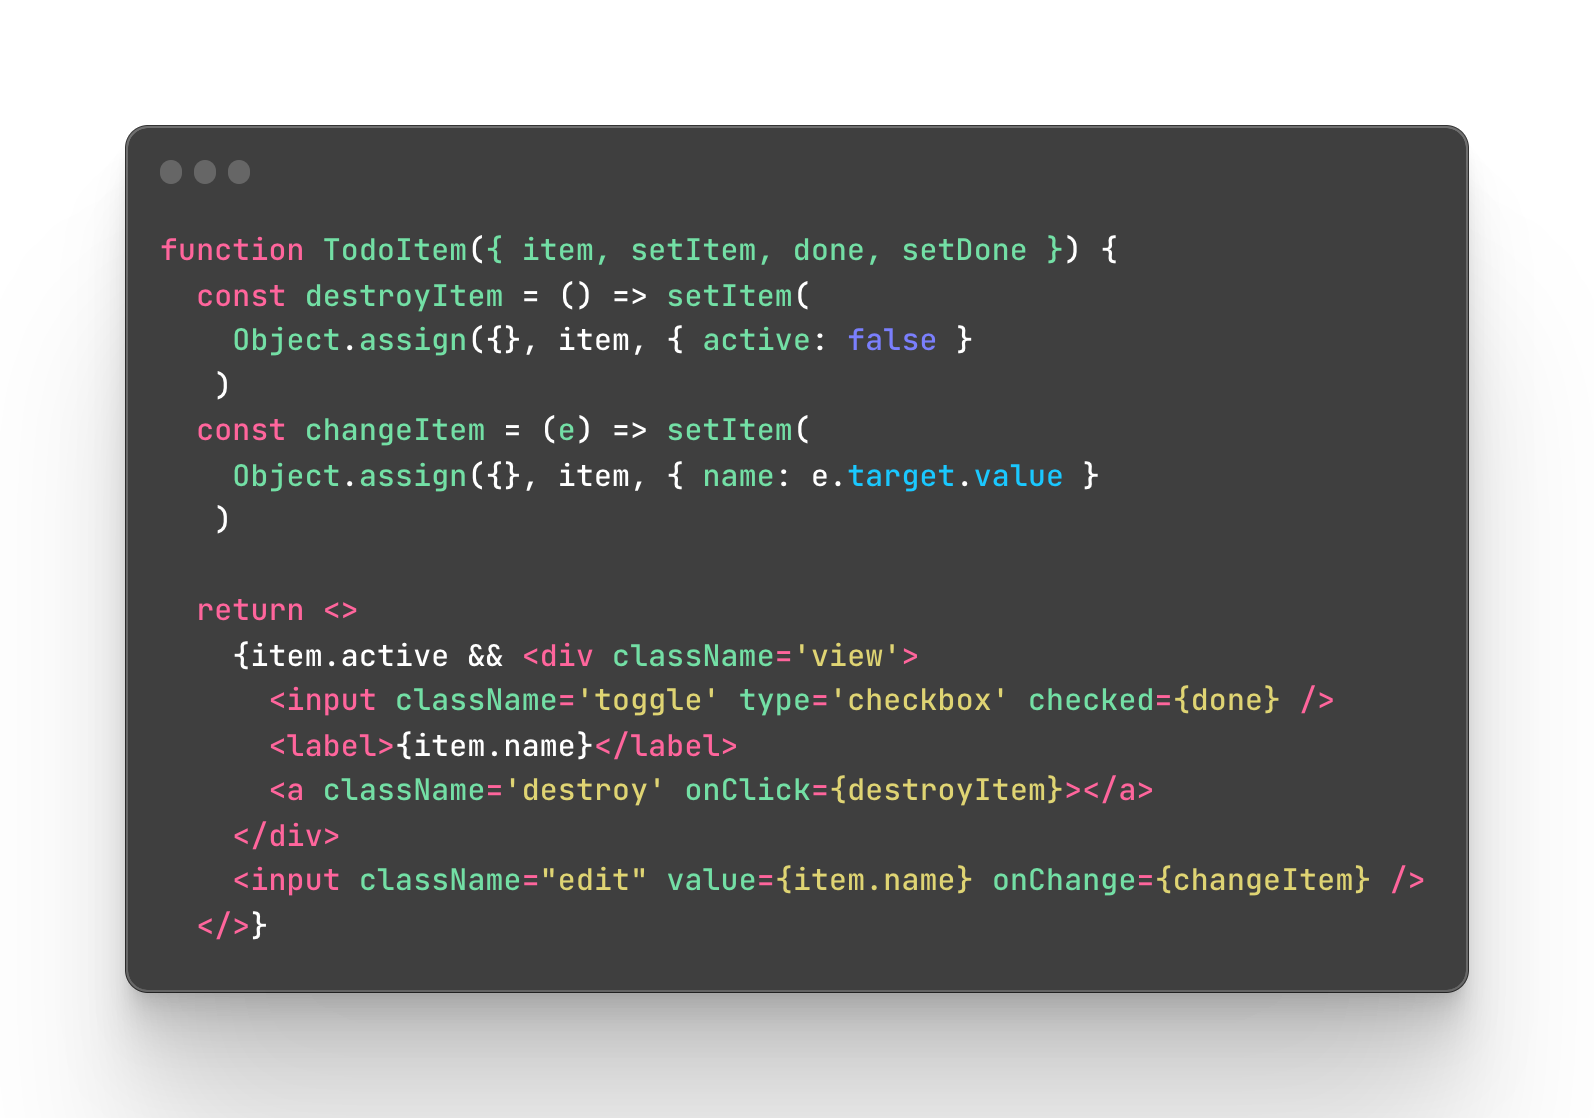 function TodoItem({ item, setItem, done, setDone }) {
  const destroyItem = () => setItem(
    Object.assign({}, item, { active: false }
   )
  const changeItem = (e) => setItem(
    Object.assign({}, item, { name: e.target.value }
   )

  return <>
    {item.active && <div className='view'>
      <input className='toggle' type='checkbox' checked={done} />
      <label>{item.name}</label>
      <a className='destroy' onClick={destroyItem}></a>
    </div>
    <input className="edit" value={item.name} onChange={changeItem} />
  </>}